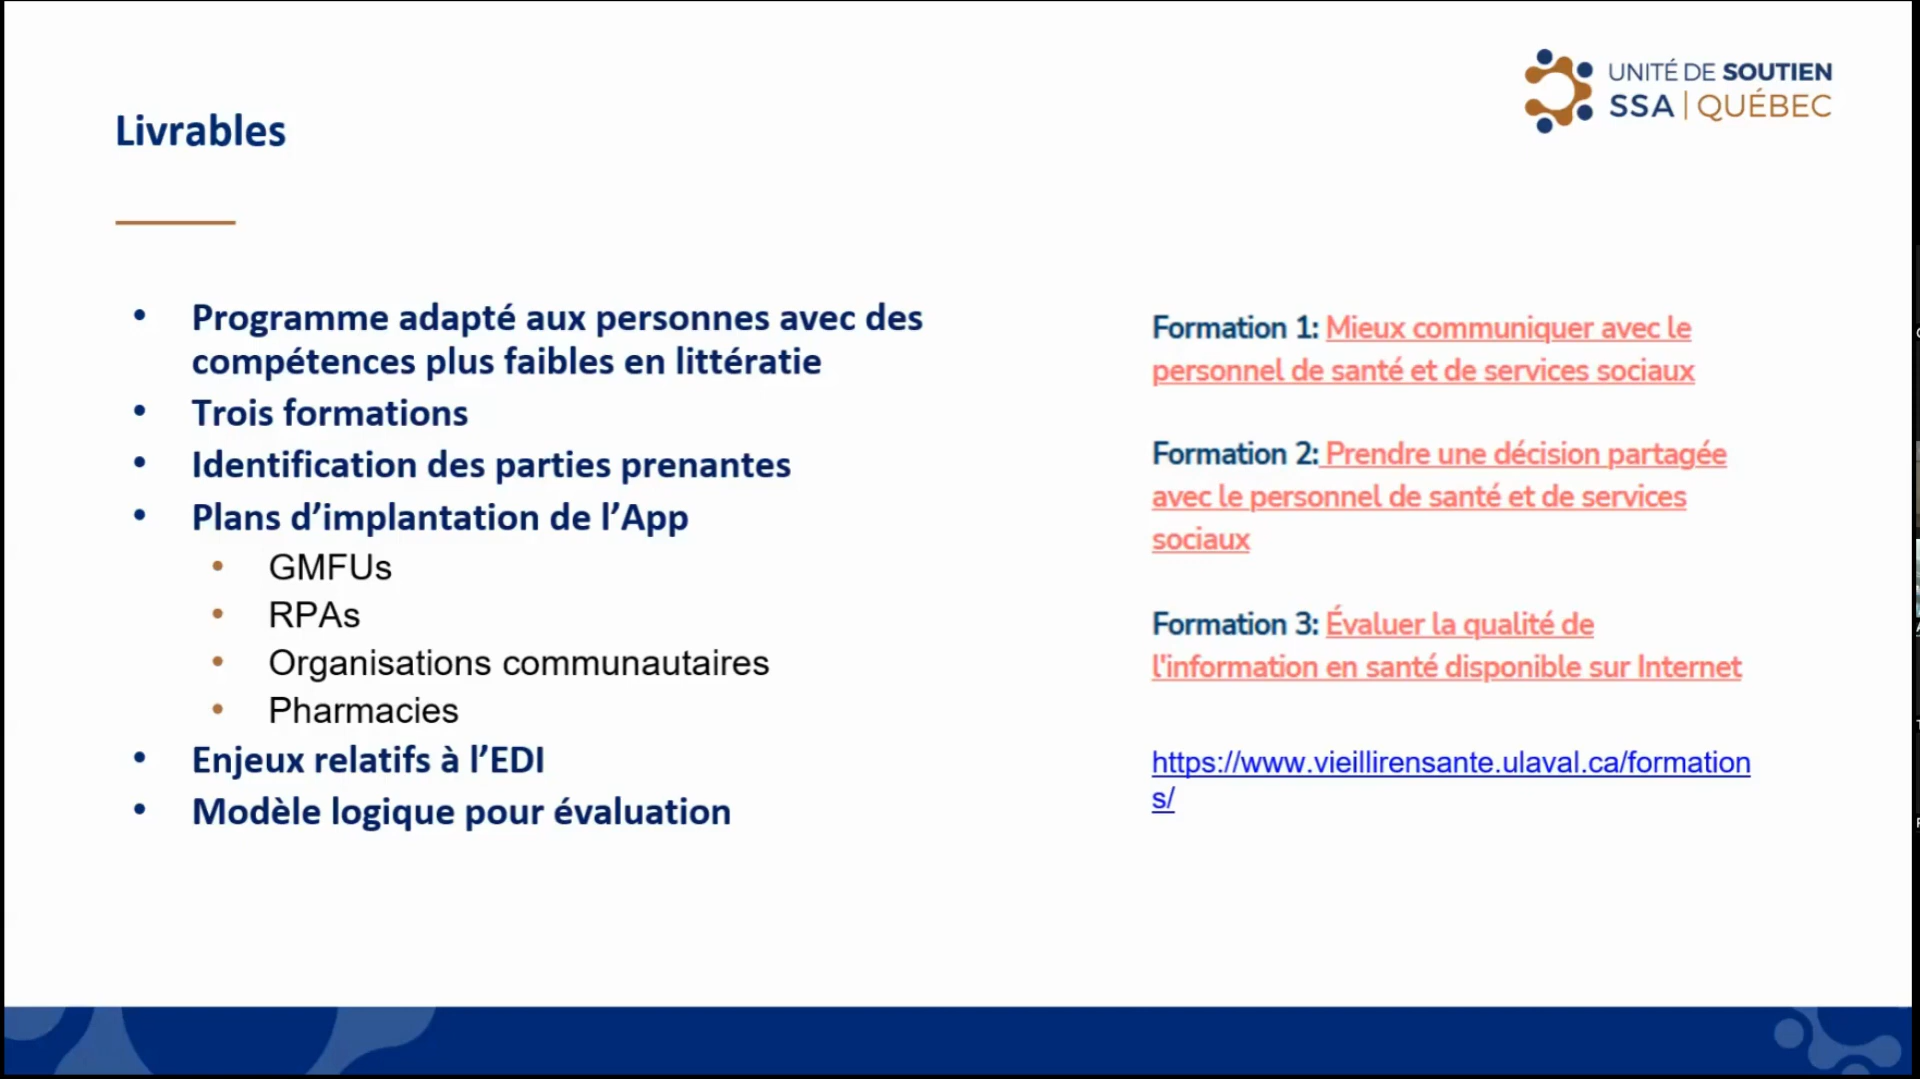 UNITÉ DE SOUTIEN
SSA | QUÉBEC
Livrables
• Programme adapté aux personnes avec des
compétences plus faibles en littératie
• Trois formations
• Identification des parties prenantes
• Plans d’implantation de l’App
• GMFUs
• RPAs
• Organisations communautaires
• Pharmacies
• Enjeux relatifs à l’EDI
• Modèle logique pour évaluation
Formation 1: Mieux communiquer avec le
personnel de santé et de services sociaux
Formation 2: Prendre une décision partagée
avec le personnel de santé et de services
sociaux
Formation 3: Évaluer la qualité de
l'information en santé disponible sur Internet
https://www.vieillirensante.ulaval.ca/formation
s/